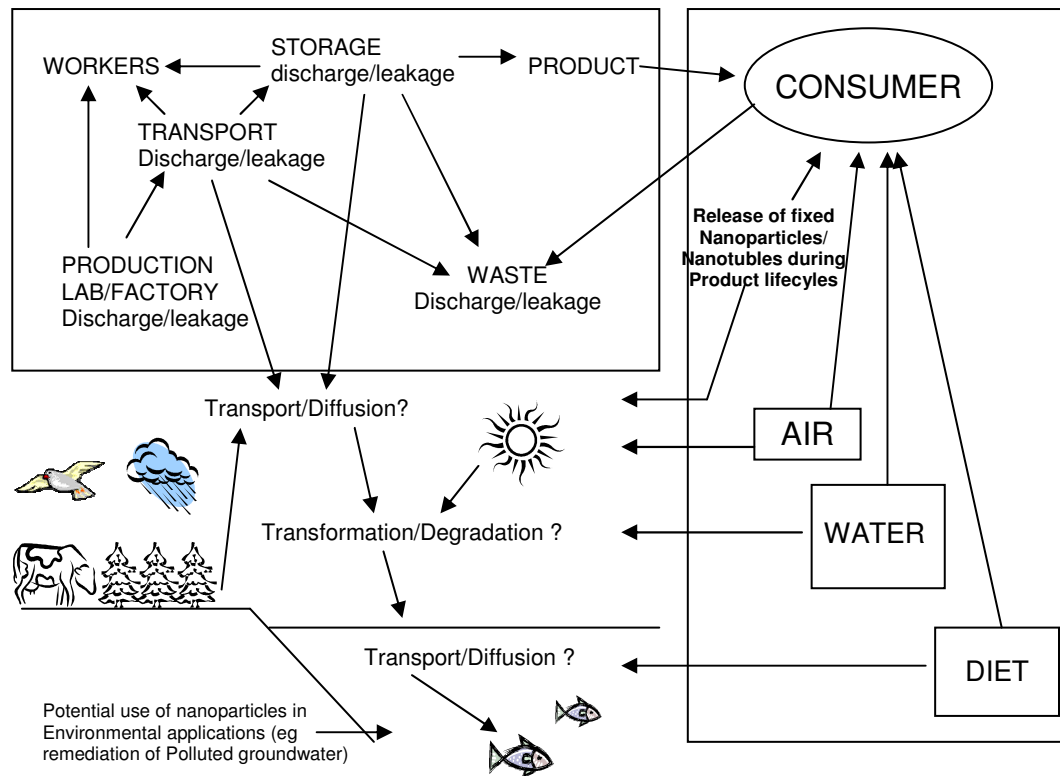 STORAGE
discharge/leakage
WORKERS
PRODUCT
CONSUMER
TRANSPORT
Discharge/leakage
PRODUCTION
LAB/FACTORY
Discharge/leakage
WASTE
Discharge/leakage
Release of fixed
Nanoparticles/
Nanotubles during
Product lifecyles
Transport/Diffusion?
AIR
Transformation/Degradation ?
WATER
Transport/Diffusion ?
DIET
Potential use of nanoparticles in
Environmental applications (eg
remediation of Polluted groundwater)